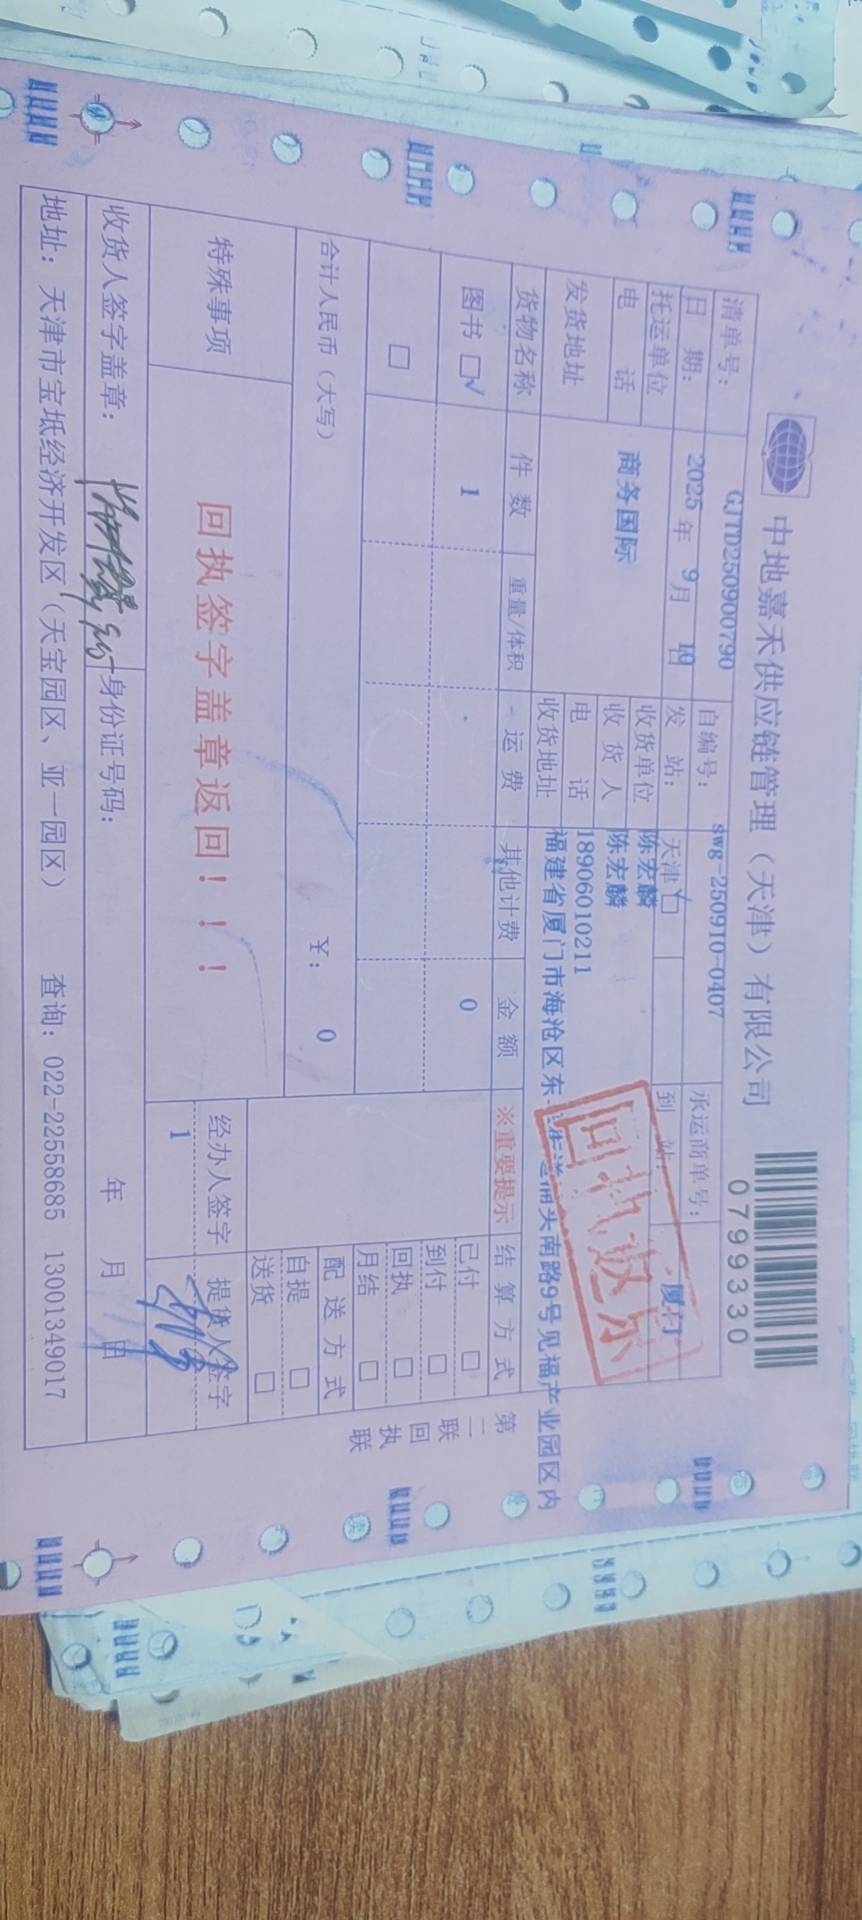 中地嘉禾供应链管理（天津）有限公司
0799330
清单号： GJTD250900790 自编号： swg-250910-0407 承运商单号：
日 期： 2025 年 9月 10日 发 站： 天津 □ 到 站： 厦门
托运单位 商务国际 收货单位 陈宏麟
电 话 收 货 人 陈宏麟
发货地址 电 话 18906010211
收货地址 福建省厦门市海沧区东 街道 浦头南路9号见福产业园区内
回执返尔
货物名称 件 数 重量/体积 运 费 其他计费 金 额 ※重要提示 结 算 方 式
图书 □√ 1 0 已付 □
到付 □
□ 回执 □
月结 □
合计人民币（大写） ￥： 0 配 送 方 式
自提 □
送货 □
特殊事项 回执签字盖章返回！！！ 经办人签字 提货人签字
1
收货人签字盖章： 身份证号码： 年 月 日
地址：天津市宝坻经济开发区（天宝园区、亚一园区） 查询：022-22558685 13001349017
第二联 回执联